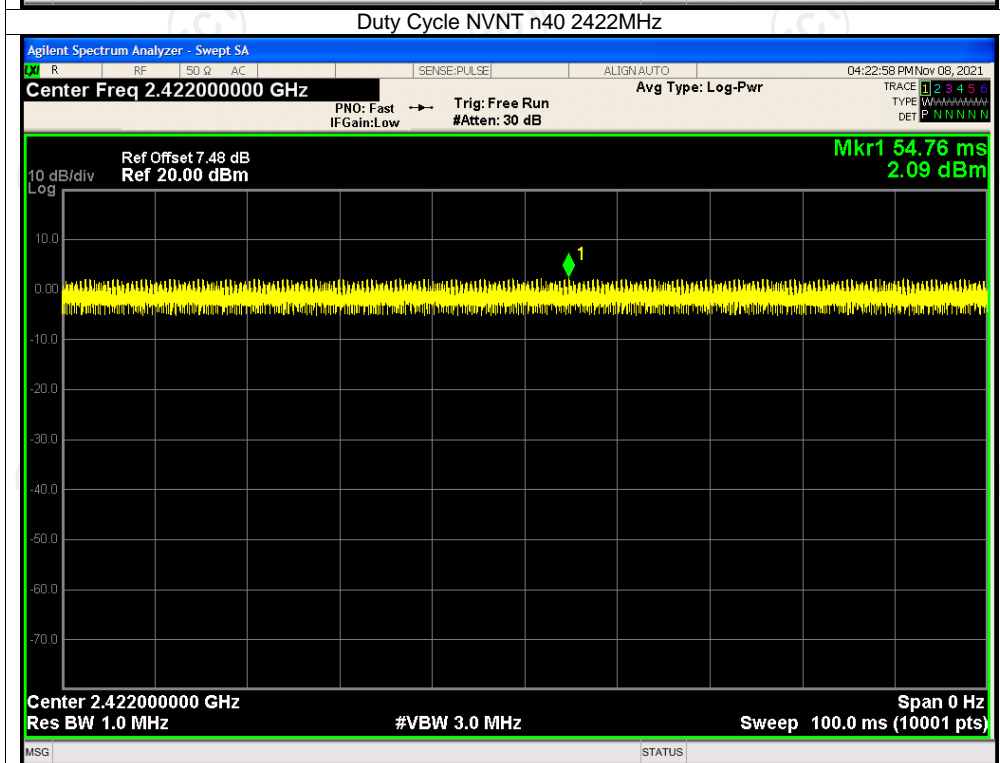 Duty Cycle NVNT n40 2422MHz
Agilent Spectrum Analyzer - Swept SA
LXI R RF 50 Ω AC SENSE:PULSE ALIGNAUTO 04:22:58 PM Nov 08, 2021
Center Freq 2.422000000 GHz Avg Type: Log-Pwr TRACE 1 2 3 4 5 6
PNO: Fast Trig: Free Run TYPE WWWWWW
IFGain:Low #Atten: 30 dB DET P N N N N N
Mkr1 54.76 ms
Ref Offset 7.48 dB
10 dB/div Ref 20.00 dBm 2.09 dBm
Log
10.0
1
0.00
-10.0
-20.0
-30.0
-40.0
-50.0
-60.0
-70.0
Center 2.422000000 GHz Span 0 Hz
Res BW 1.0 MHz #VBW 3.0 MHz Sweep 100.0 ms (10001 pts)
MSG STATUS